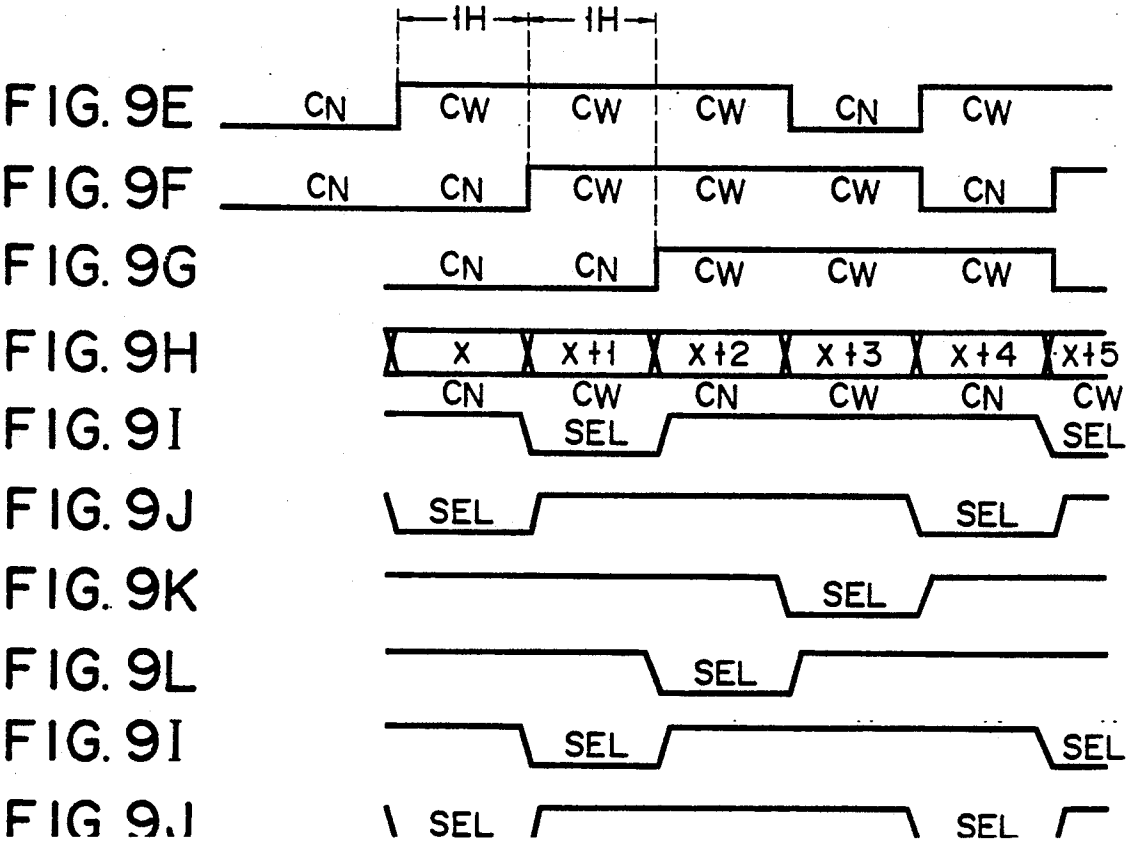 1H 1H
FIG. 9E CN CW CW CW CN CW
FIG. 9F CN CN CW CW CW CN
FIG. 9G CN CN CW CW CW
FIG. 9H X X+1 X+2 X+3 X+4 X+5
CN CW CN CW CN CW
FIG. 9I SEL SEL
FIG. 9J SEL SEL
FIG. 9K SEL
FIG. 9L SEL
FIG. 9I SEL SEL
FIG. 9J SEL SEL